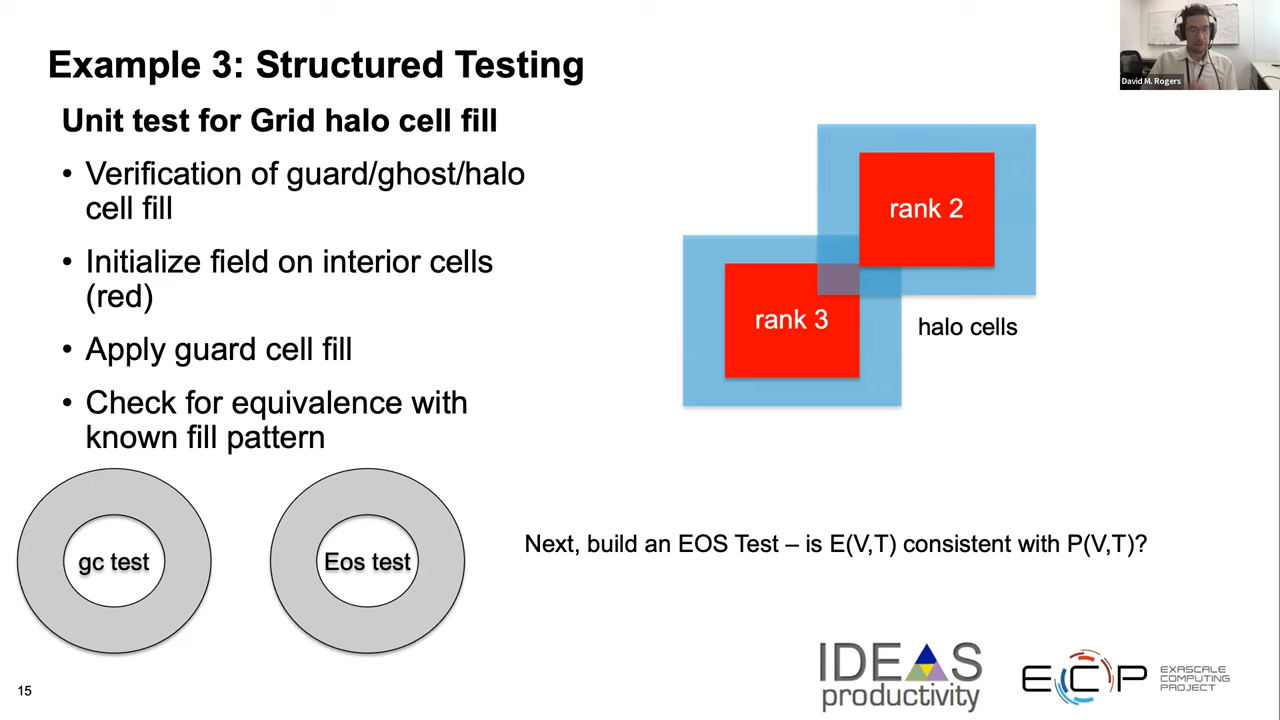 Example 3: Structured Testing
David M. Rogers
Unit test for Grid halo cell fill
• Verification of guard/ghost/halo
cell fill
• Initialize field on interior cells
(red)
• Apply guard cell fill
• Check for equivalence with
known fill pattern
rank 2
rank 3
halo cells
gc test
Eos test
Next, build an EOS Test – is E(V,T) consistent with P(V,T)?
15
IDEAS
productivity
ECP
EXASCALE
COMPUTING
PROJECT